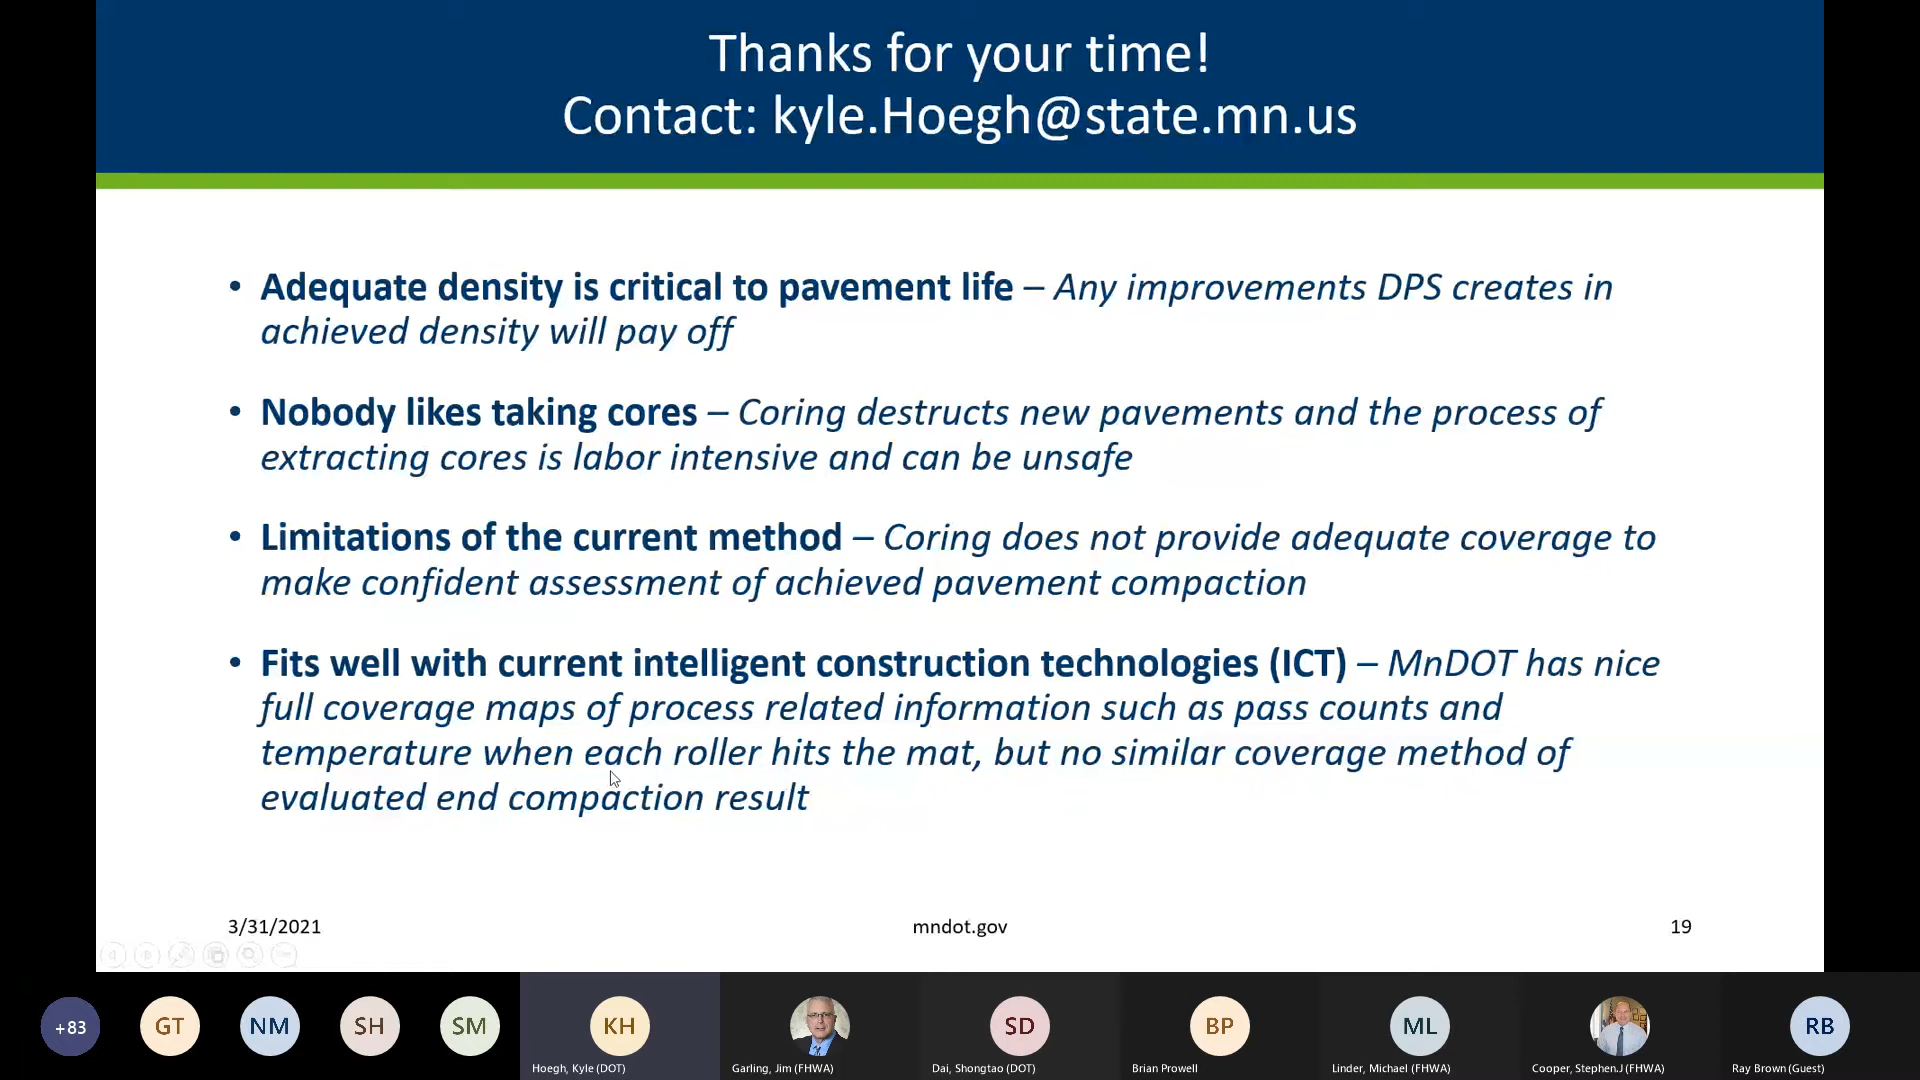 Thanks for your time!
Contact: kyle.Hoegh@state.mn.us
• Adequate density is critical to pavement life – Any improvements DPS creates in
achieved density will pay off
• Nobody likes taking cores – Coring destructs new pavements and the process of
extracting cores is labor intensive and can be unsafe
• Limitations of the current method – Coring does not provide adequate coverage to
make confident assessment of achieved pavement compaction
• Fits well with current intelligent construction technologies (ICT) – MnDOT has nice
full coverage maps of process related information such as pass counts and
temperature when each roller hits the mat, but no similar coverage method of
evaluated end compaction result
3/31/2021 mndot.gov 19
+83 GT NM SH SM KH SD BP ML RB
Hoegh, Kyle (DOT) Garling, Jim (FHWA) Dai, Shongtao (DOT) Brian Prowell Linder, Michael (FHWA) Cooper, Stephen.J (FHWA) Ray Brown (Guest)